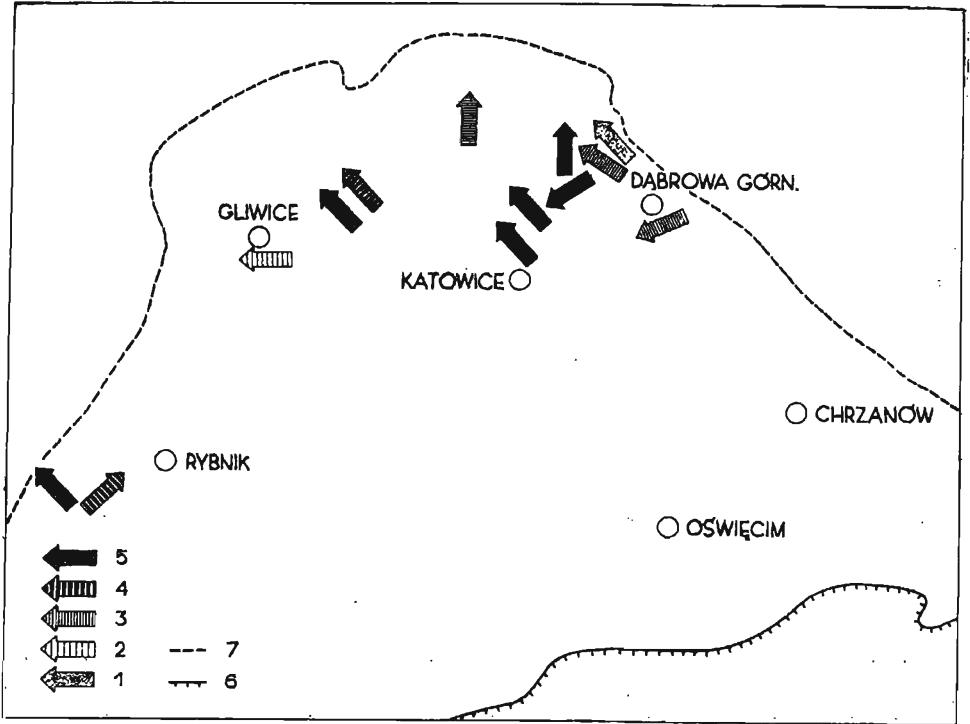 DĄBROWA GÓRN.
GLIWICE
KATOWICE
CHRZANÓW
RYBNIK
OŚWIĘCIM
5
4
3
2 7
1 6